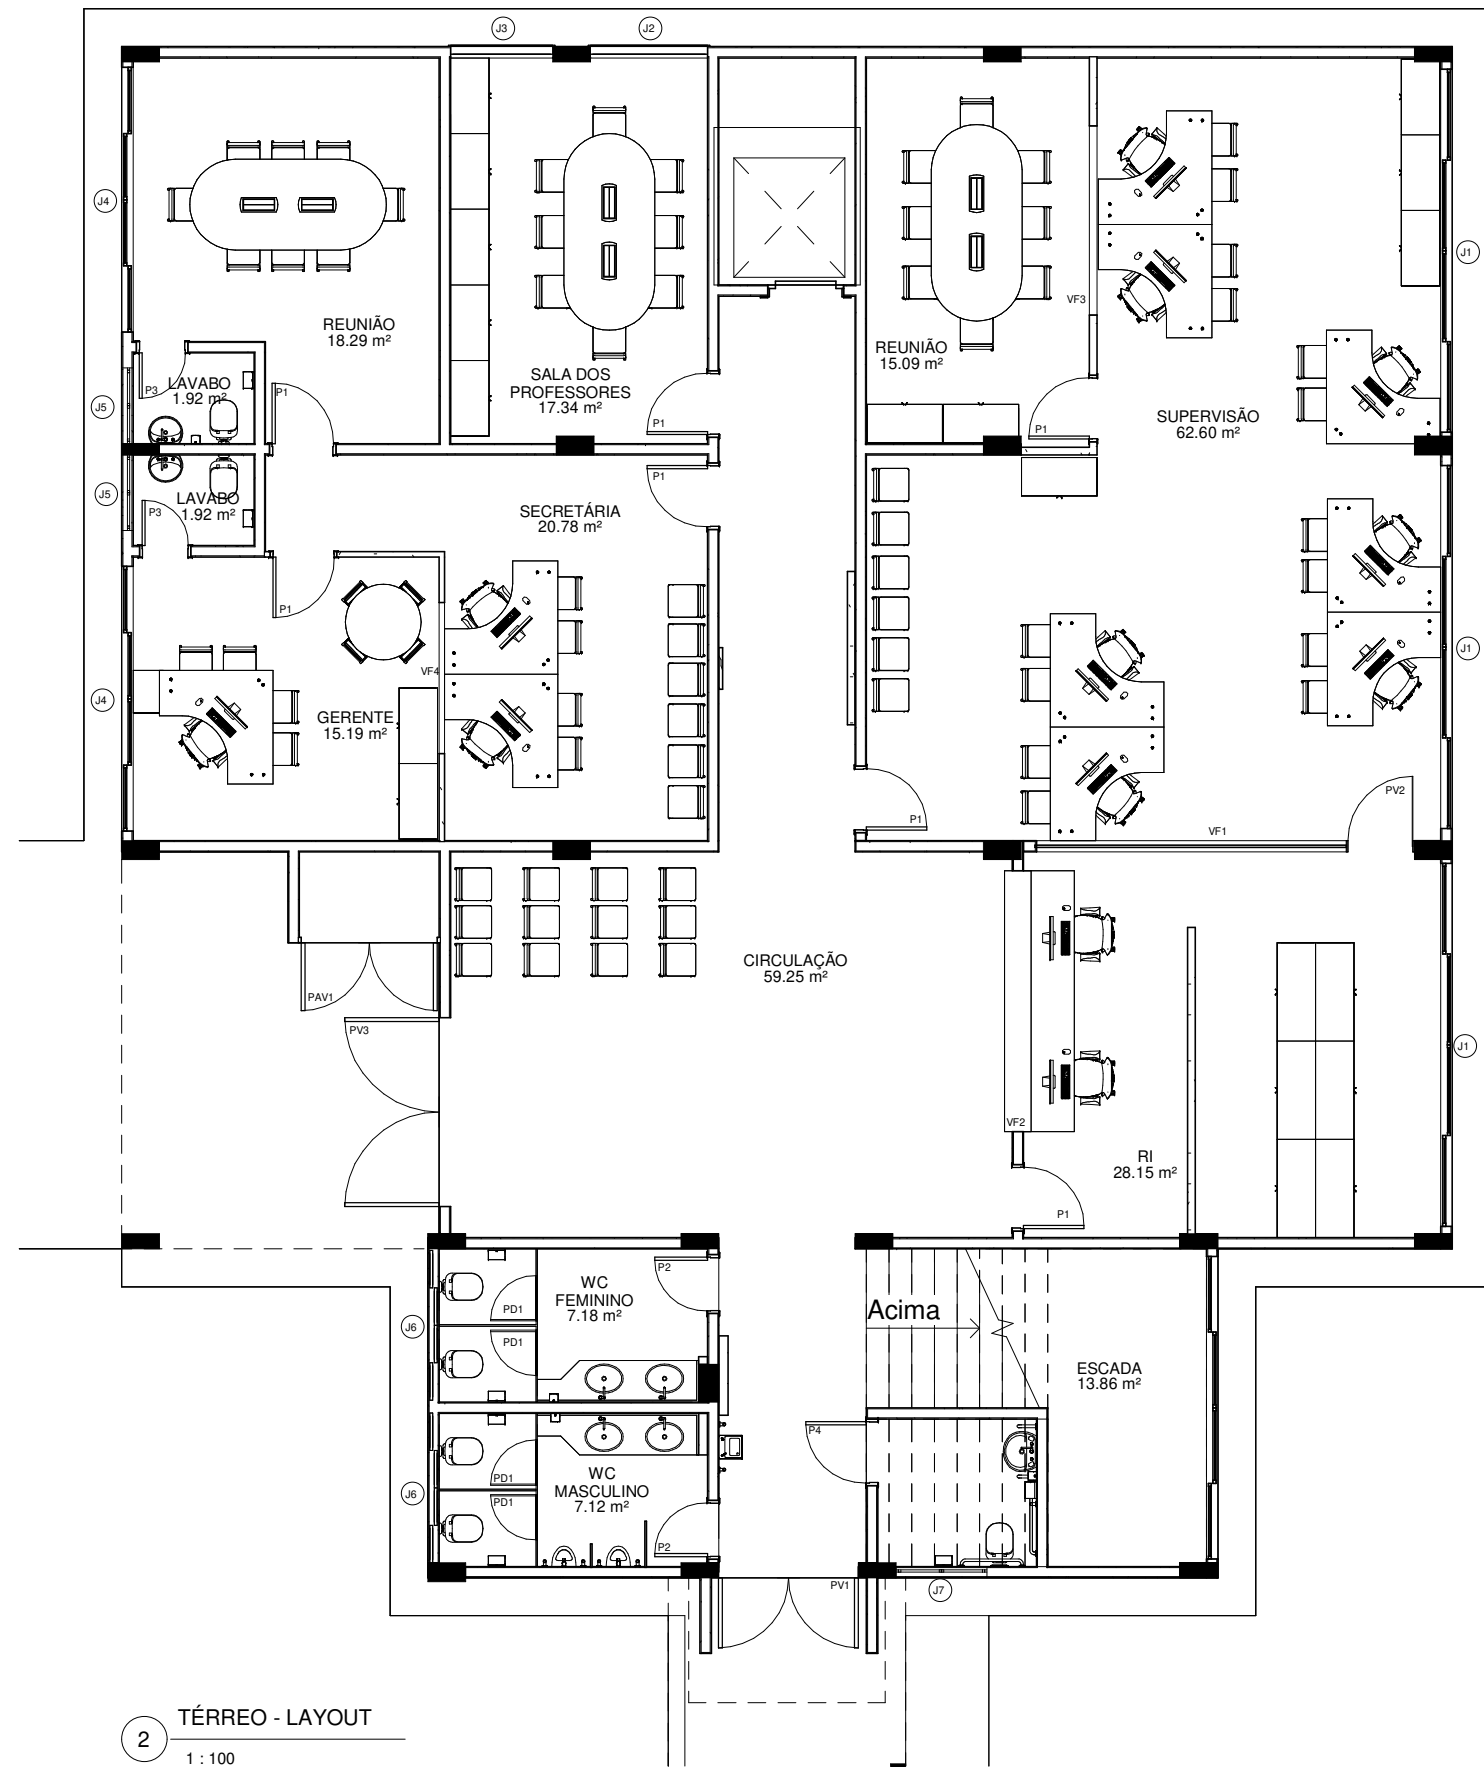 J3
J2
J4
J1
REUNIÃO
18.29 m²
SALA DOS
PROFESSORES
17.34 m²
VF3
REUNIÃO
15.09 m²
SUPERVISÃO
62.60 m²
P3
LAVABO
1.92 m²
P1
J5
P1
P1
J5
LAVABO
1.92 m²
P3
P1
SECRETÁRIA
20.78 m²
P1
J4
VF4
GERENTE
15.19 m²
J1
P1
VF1
PV2
CIRCULAÇÃO
59.25 m²
PAV1
PV3
J1
VF2
RI
28.15 m²
P1
P2
WC
FEMININO
7.18 m²
PD1
PD1
J6
Acima
ESCADA
13.86 m²
P4
J6
WC
MASCULINO
7.12 m²
PD1
PD1
P2
PV1
J7
2
TÉRREO - LAYOUT
1 : 100